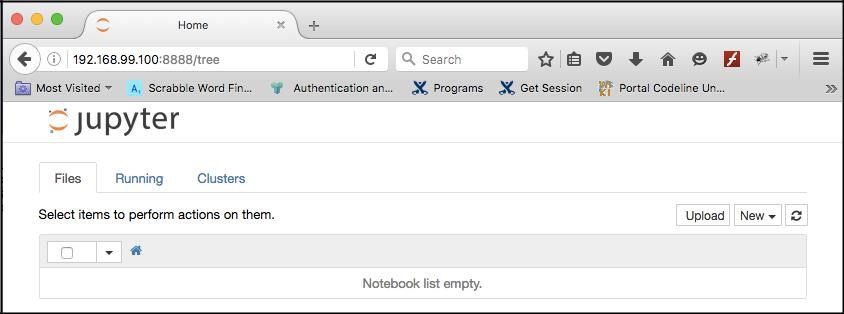 Home
192.168.99.100:8888/tree
Search
Most Visited
Scrabble Word Fin...
Authentication an...
Programs
Get Session
Portal Codeline Un...
jupyter
Files Running Clusters
Select items to perform actions on them.
Upload New
Notebook list empty.